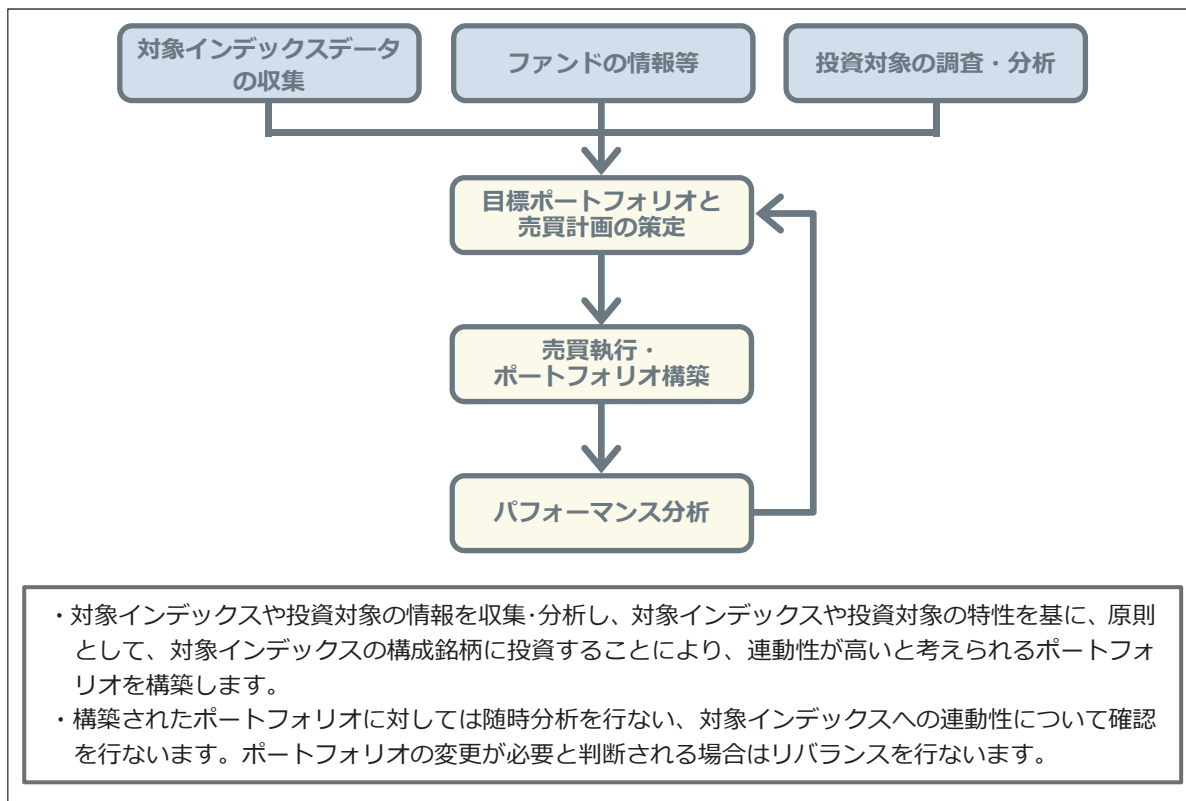 対象インデックスデータ
の収集
ファンドの情報等
投資対象の調査・分析
目標ポートフォリオと
売買計画の策定
売買執行・
ポートフォリオ構築
パフォーマンス分析
・対象インデックスや投資対象の情報を収集・分析し、対象インデックスや投資対象の特性を基に、原則
として、対象インデックスの構成銘柄に投資することにより、連動性が高いと考えられるポートフォ
リオを構築します。
・構築されたポートフォリオに対しては随時分析を行ない、対象インデックスへの連動性について確認
を行ないます。ポートフォリオの変更が必要と判断される場合はリバランスを行ないます。